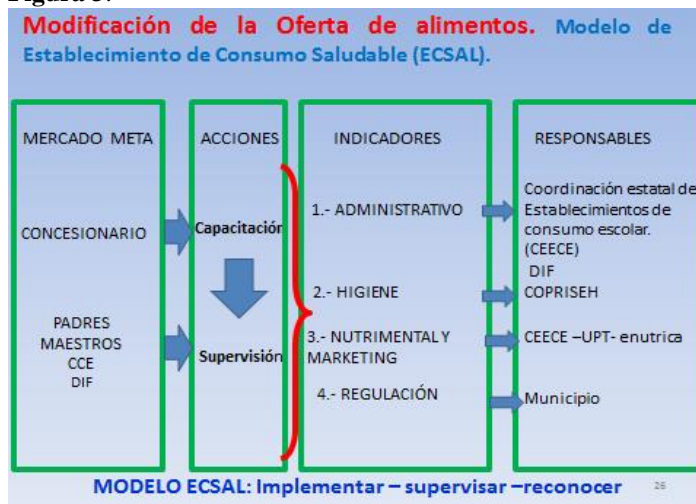 Modificación de la Oferta de alimentos. Modelo de
Establecimiento de Consumo Saludable (ECSAL).
MERCADO META
CONCESIONARIO
PADRES
MAESTROS
CCE
DIF
ACCIONES
Capacitación
Supervisión
INDICADORES
1.- ADMINISTRATIVO
2.- HIGIENE
3.- NUTRIMENTAL Y
MARKETING
4.- REGULACIÓN
RESPONSABLES
Coordinación estatal de
Establecimientos de
consumo escolar.
(CEECE)
DIF
COPRISEH
CEECE –UPT- enutrica
Municipio
MODELO ECSAL: Implementar – supervisar –reconocer
26